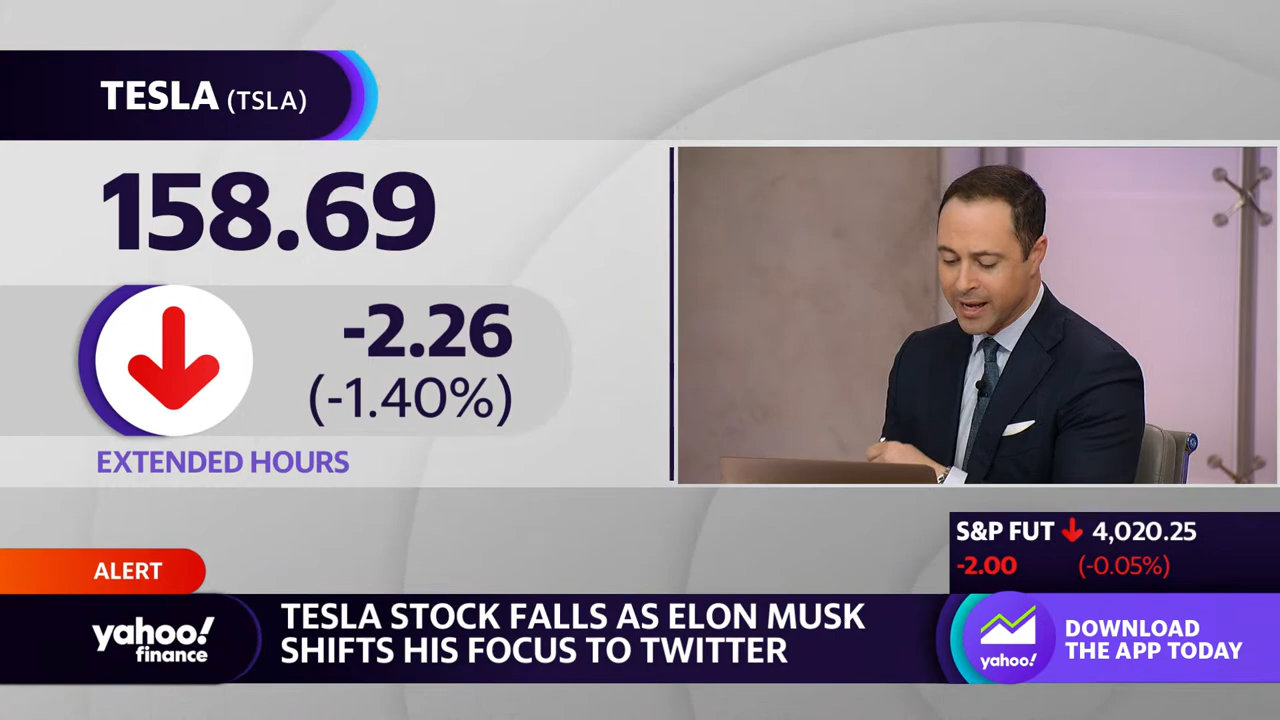 TESLA (TSLA)
158.69
-2.26
(-1.40%)
EXTENDED HOURS
S&P FUT 4,020.25
-2.00 (-0.05%)
ALERT
yahoo!
finance
TESLA STOCK FALLS AS ELON MUSK
SHIFTS HIS FOCUS TO TWITTER
yahoo!
DOWNLOAD
THE APP TODAY